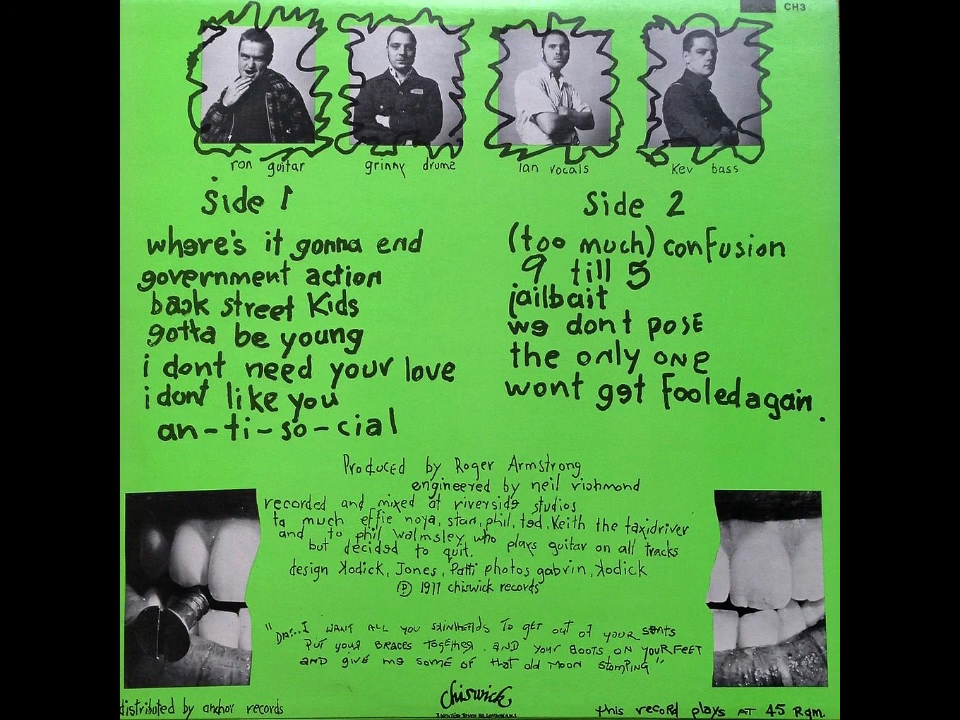 CH3
ron guitar
grinny drums
Ian vocals
Kev bass
Side 1
where's it gonna end
government action
back street Kids
gotta be young
i dont need your love
i dont like you
an-ti-so-cial
Side 2
(too much) confusion
9 till 5
jailbait
we dont pose
the only one
wont get fooled again.
Produced by Roger Armstrong
engineered by neil richmond
recorded and mixed at riverside studios
ta much effie noya, stan, phil, ted, Keith the taxidriver
and to phil walmsley who plays guitar on all tracks
but decided to quit.
design Kodick, Jones, Patti photos gabrin, Kodick
℗ 1977 chiswick records
"I WANT ALL YOU SKINHEADS TO GET OUT OF YOUR SEATS
PUT YOUR BRACES TOGETHER AND YOUR BOOTS ON YOUR FEET
AND GIVE ME SOME OF that OLD MOON STOMPING"
chiswick
distributed by anchor records
this record plays AT 45 Rpm